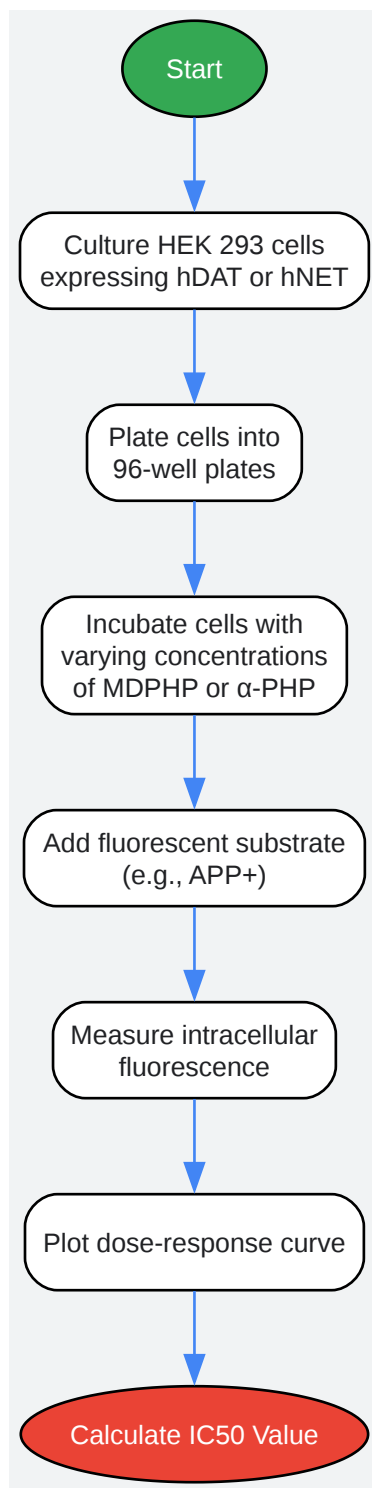 Start
Culture HEK 293 cells
expressing hDAT or hNET
Plate cells into
96-well plates
Incubate cells with
varying concentrations
of MDPHP or α-PHP
Add fluorescent substrate
(e.g., APP+)
Measure intracellular
fluorescence
Plot dose-response curve
Calculate IC50 Value